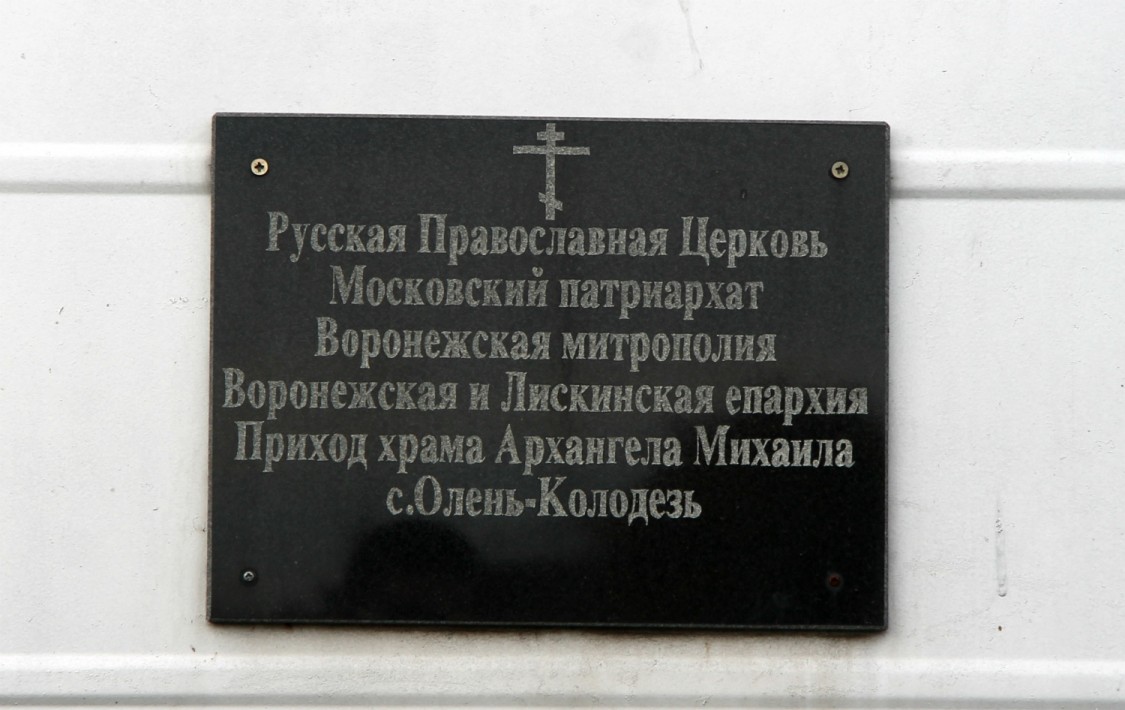 Русская Православная Церковь
Московский патриархат
Воронежская митрополия
Воронежская и Лискинская епархия
Приход храма Архангела Михаила
с.Олень-Колодезь